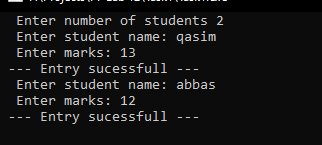 Enter number of students 2
Enter student name: qasim
Enter marks: 13
--- Entry sucessfull ---
Enter student name: abbas
Enter marks: 12
--- Entry sucessfull ---